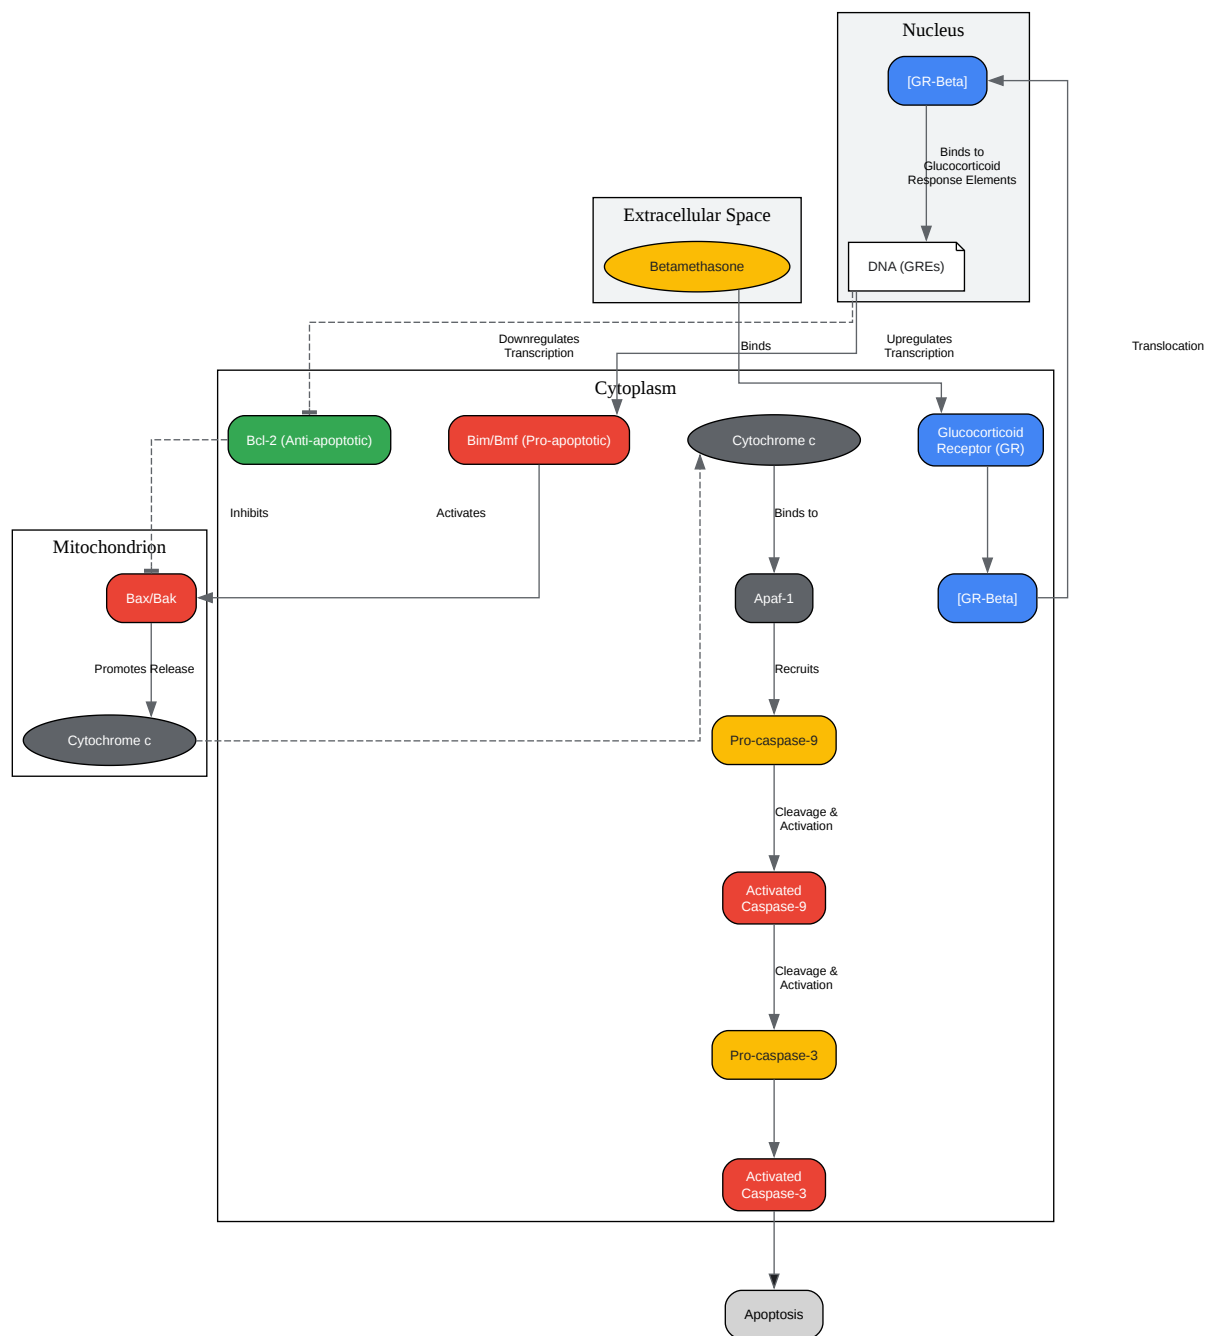 Nucleus
[GR-Beta]
Binds to
Glucocorticoid
Response Elements
Extracellular Space
Betamethasone
DNA (GREs)
Downregulates
Transcription
Binds
Upregulates
Transcription
Translocation
Cytoplasm
Bcl-2 (Anti-apoptotic)
Bim/Bmf (Pro-apoptotic)
Cytochrome c
Glucocorticoid
Receptor (GR)
Inhibits
Activates
Binds to
Mitochondrion
Bax/Bak
Apaf-1
[GR-Beta]
Promotes Release
Recruits
Cytochrome c
Pro-caspase-9
Cleavage &
Activation
Activated
Caspase-9
Cleavage &
Activation
Pro-caspase-3
Activated
Caspase-3
Apoptosis